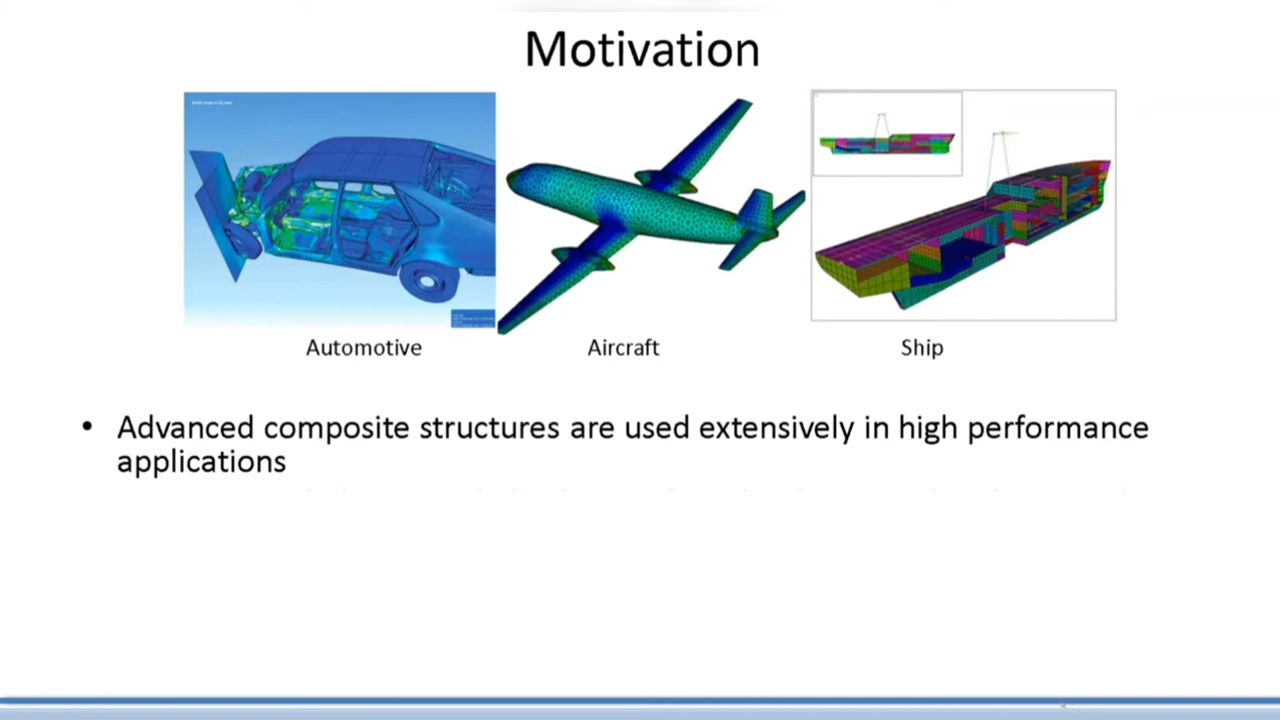 Motivation
Automotive
Aircraft
Ship
• Advanced composite structures are used extensively in high performance
applications